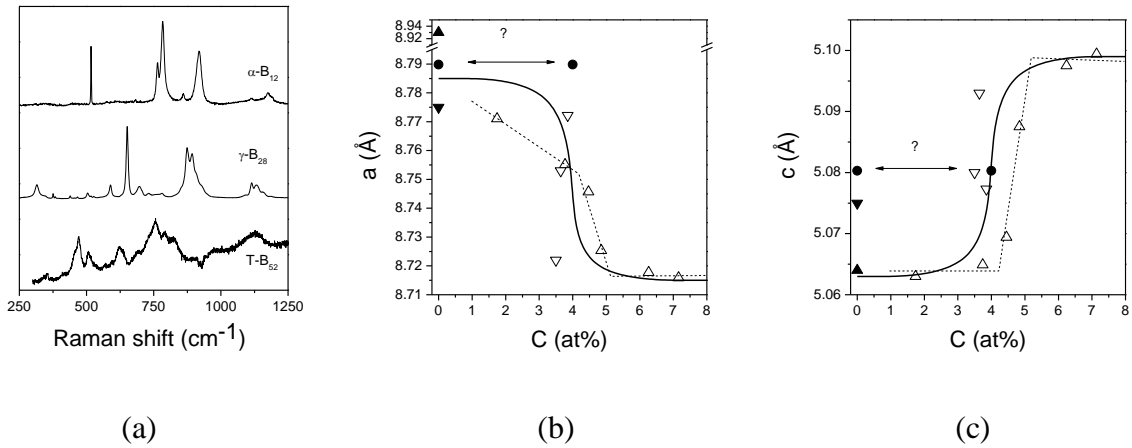 α-B12
γ-B28
T-B52
250 500 750 1000 1250
Raman shift (cm-1)
8.94
8.92
8.79
8.78
8.77
8.76
8.75
8.74
8.73
8.72
8.71
?
a (Å)
0 1 2 3 4 5 6 7 8
C (at%)
5.10
5.09
5.08
5.07
5.06
?
c (Å)
0 1 2 3 4 5 6 7 8
C (at%)
(a) (b) (c)